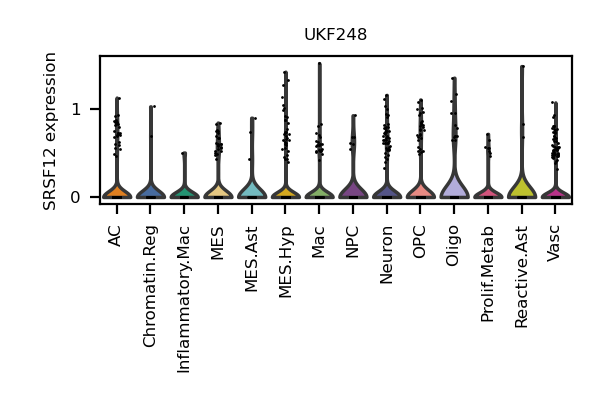 UKF248
SRSF12 expression
1
0
AC
Chromatin.Reg
Inflammatory.Mac
MES
MES.Ast
MES.Hyp
Mac
NPC
Neuron
OPC
Oligo
Prolif.Metab
Reactive.Ast
Vasc